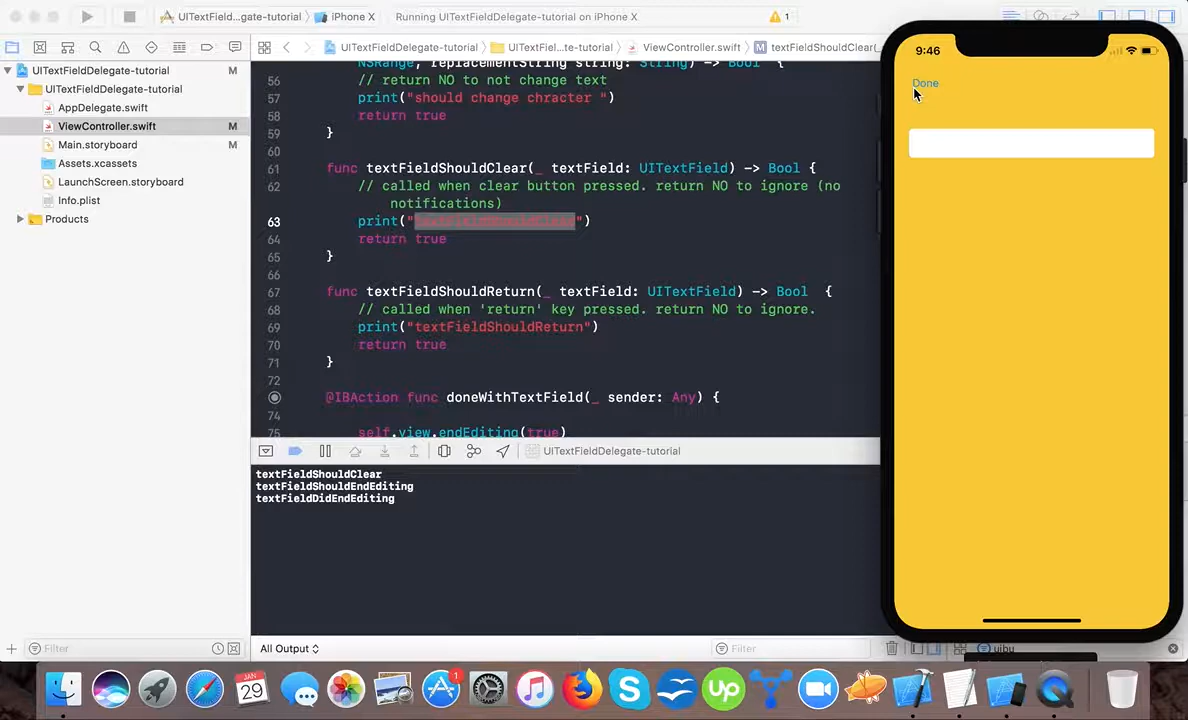 UITextField...gate-tutorial
iPhone X
Running UITextFieldDelegate-tutorial on iPhone X
1
UITextFieldDelegate-tutorial
UITextFiel...te-tutorial
ViewController.swift
M
textFieldShouldClear(_
UITextFieldDelegate-tutorial
M
UITextFieldDelegate-tutorial
AppDelegate.swift
ViewController.swift
M
Main.storyboard
M
Assets.xcassets
LaunchScreen.storyboard
Info.plist
Products
NSRange, replacementString string: String) -> Bool {
56 // return NO to not change text
57 print("should change chracter ")
58 return true
59 }
60
61 func textFieldShouldClear(_ textField: UITextField) -> Bool {
62 // called when clear button pressed. return NO to ignore (no
notifications)
63 print("textFieldShouldClear")
64 return true
65 }
66
67 func textFieldShouldReturn(_ textField: UITextField) -> Bool {
68 // called when 'return' key pressed. return NO to ignore.
69 print("textFieldShouldReturn")
70 return true
71 }
72
@IBAction func doneWithTextField(_ sender: Any) {
74
75 self.view.endEditing(true)
UITextFieldDelegate-tutorial
textFieldShouldClear
textFieldShouldEndEditing
textFieldDidEndEditing
9:46
Done
Filter
All Output
Filter
uibu
JAN
29
1
Up